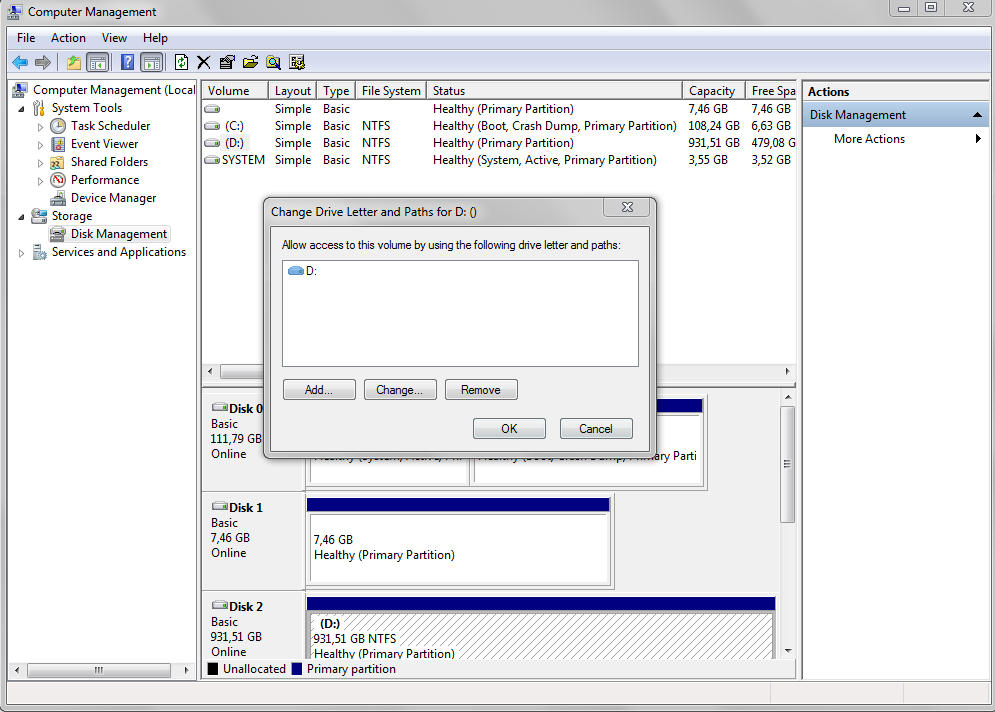 Computer Management
File Action View Help
Computer Management (Local
System Tools
Task Scheduler
Event Viewer
Shared Folders
Performance
Device Manager
Storage
Disk Management
Services and Applications
Volume Layout Type File System Status Capacity Free Spa
Simple Basic Healthy (Primary Partition) 7,46 GB 7,46 GB
(C:) Simple Basic NTFS Healthy (Boot, Crash Dump, Primary Partition) 108,24 GB 6,63 GB
(D:) Simple Basic NTFS Healthy (Primary Partition) 931,51 GB 479,08 G
SYSTEM Simple Basic NTFS Healthy (System, Active, Primary Partition) 3,55 GB 3,52 GB
Change Drive Letter and Paths for D: ()
Allow access to this volume by using the following drive letter and paths:
D:
Add... Change... Remove
OK Cancel
Disk 0
Basic
111,79 GB
Online
Healthy (System, Active, Pri Healthy (Boot, Crash Dump, Primary Parti
Disk 1
Basic
7,46 GB
Online
7,46 GB
Healthy (Primary Partition)
Disk 2
Basic
931,51 GB
Online
(D:)
931,51 GB NTFS
Healthy (Primary Partition)
Unallocated Primary partition
Actions
Disk Management
More Actions